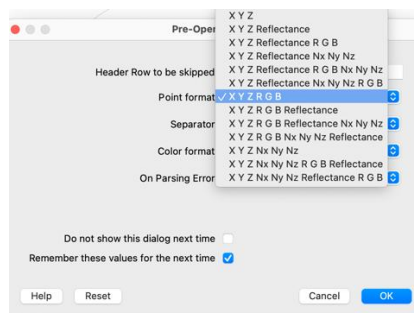 X Y Z
Pre-Oper
X Y Z Reflectance
X Y Z Reflectance R G B
X Y Z Reflectance Nx Ny Nz
X Y Z Reflectance R G B Nx Ny Nz
X Y Z Reflectance Nx Ny Nz R G B
Header Row to be skipped
Point format
✓ X Y Z R G B
X Y Z R G B Reflectance
X Y Z R G B Reflectance Nx Ny Nz
X Y Z R G B Nx Ny Nz Reflectance
X Y Z Nx Ny Nz
X Y Z Nx Ny Nz R G B Reflectance
X Y Z Nx Ny Nz Reflectance R G B
Separator
Color format
On Parsing Error
Do not show this dialog next time
Remember these values for the next time
Help
Reset
Cancel
OK